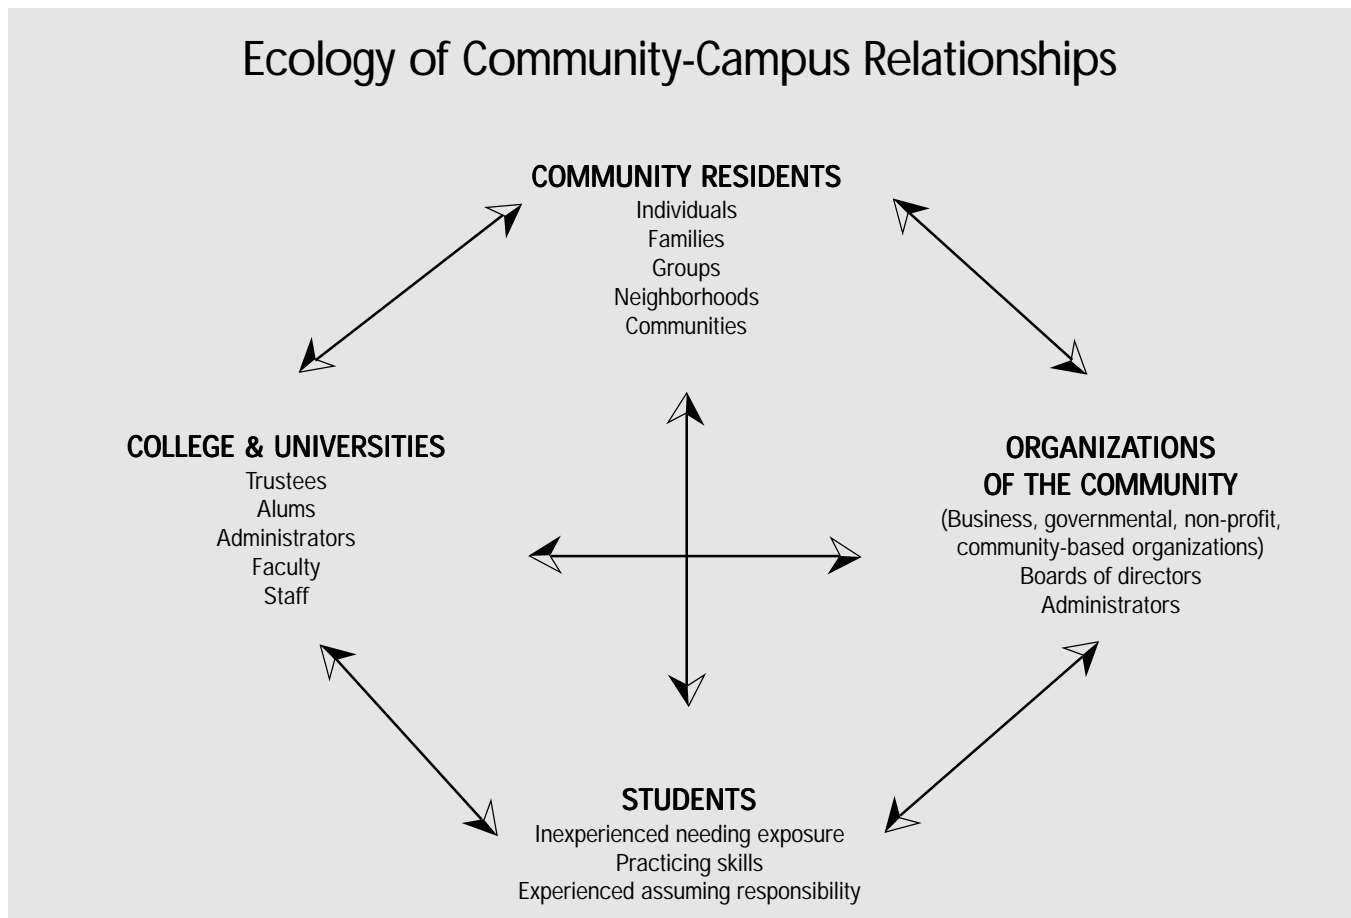 Ecology of Community-Campus Relationships
COMMUNITY RESIDENTS
Individuals
Families
Groups
Neighborhoods
Communities
COLLEGE & UNIVERSITIES
Trustees
Alums
Administrators
Faculty
Staff
ORGANIZATIONS
OF THE COMMUNITY
(Business, governmental, non-profit,
community-based organizations)
Boards of directors
Administrators
STUDENTS
Inexperienced needing exposure
Practicing skills
Experienced assuming responsibility